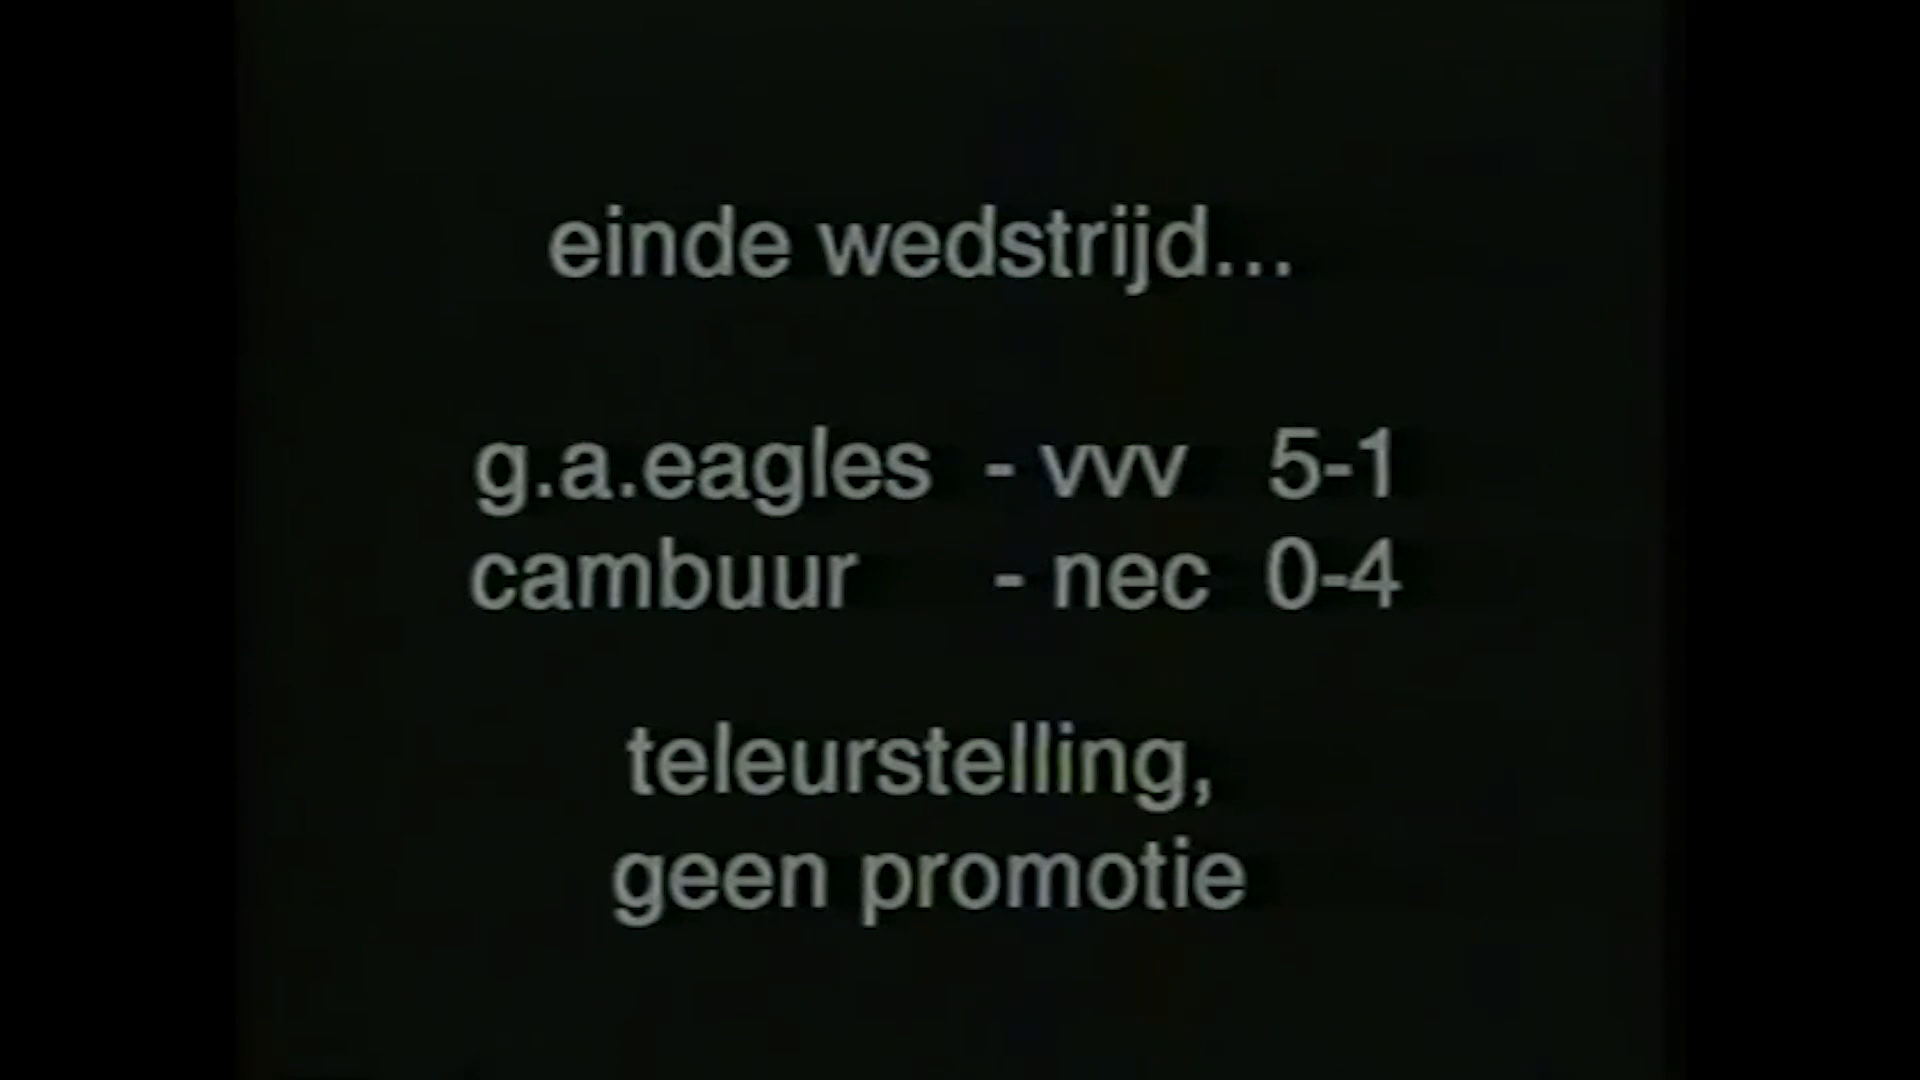 einde wedstrijd...
g.a.eagles - vvv 5-1
cambuur - nec 0-4
teleurstelling,
geen promotie